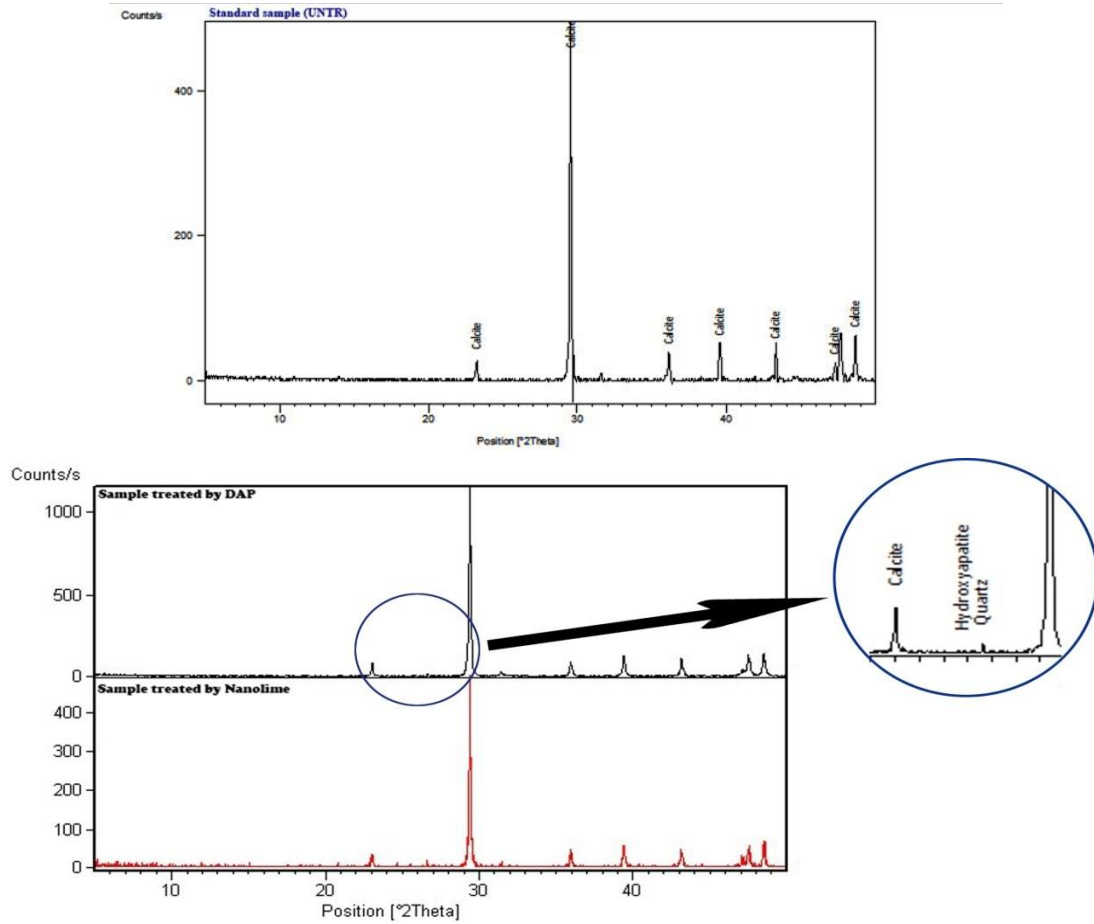 Counts/s
Standard sample (UNTR)
Calcite
400
200
0
Calcite
Calcite
Calcite
Calcite
Calcite
Calcite
10
20
30
40
Position [°2Theta]
Counts/s
Sample treated by DAP
1000
500
0
Calcite
Hydroxyapatite
Quartz
Sample treated by Nanolime
400
300
200
100
0
10
20
30
40
Position [°2Theta]